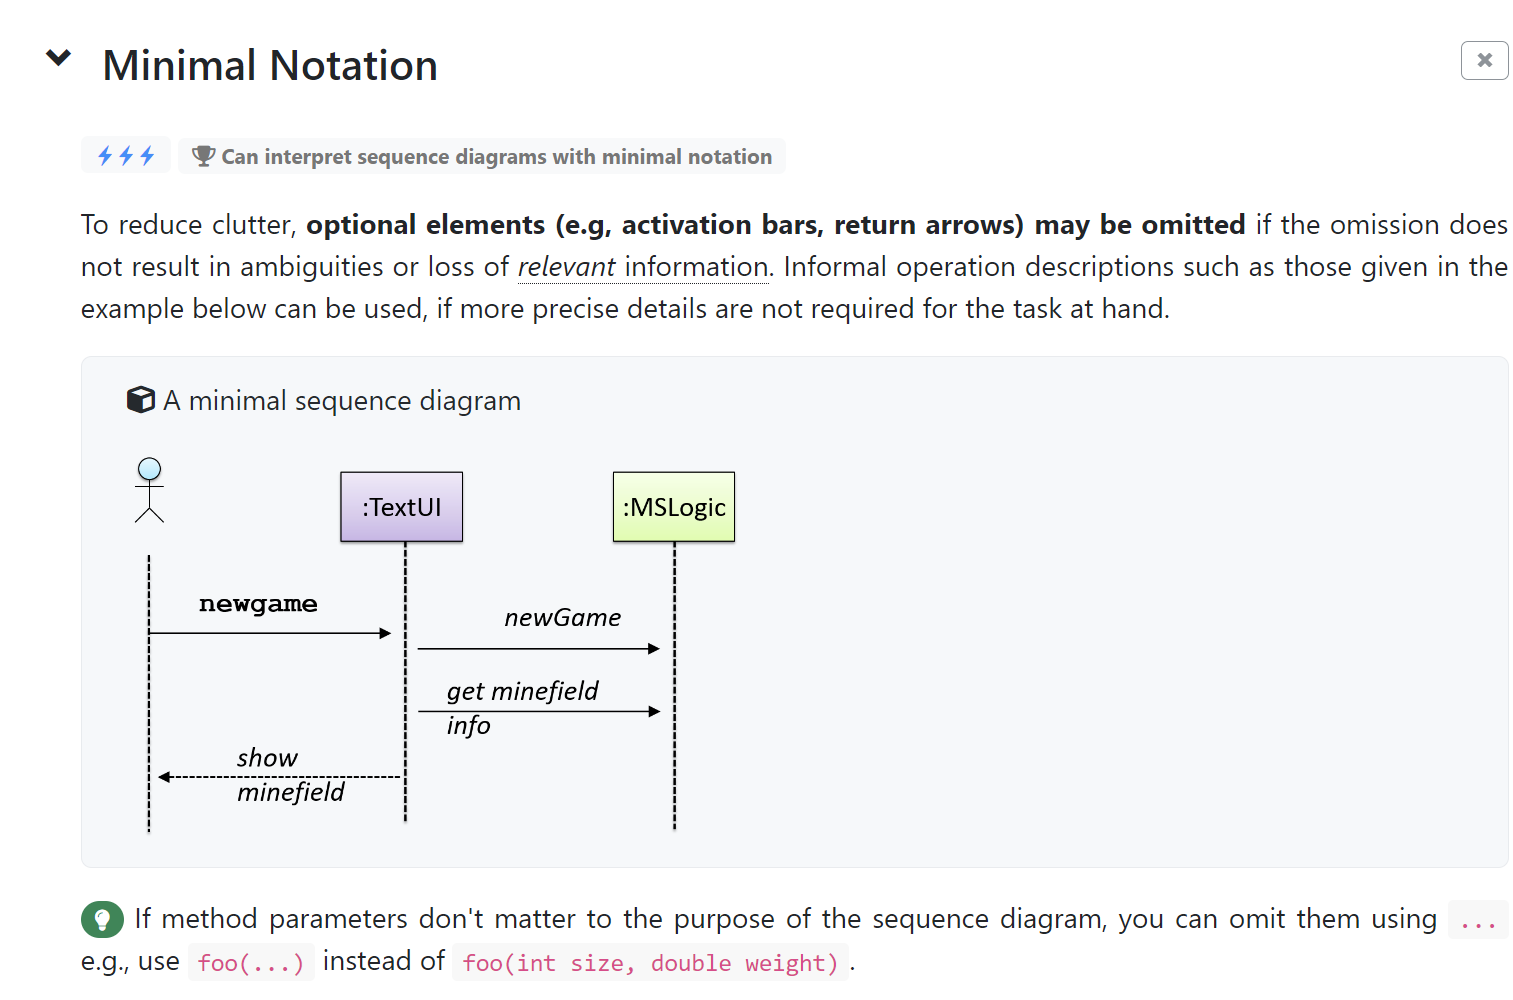 Minimal Notation
Can interpret sequence diagrams with minimal notation
To reduce clutter, optional elements (e.g, activation bars, return arrows) may be omitted if the omission does
not result in ambiguities or loss of relevant information. Informal operation descriptions such as those given in the
example below can be used, if more precise details are not required for the task at hand.
A minimal sequence diagram
:TextUI
:MSLogic
newgame
newGame
get minefield
info
show
minefield
If method parameters don't matter to the purpose of the sequence diagram, you can omit them using ...
e.g., use foo(...) instead of foo(int size, double weight) .